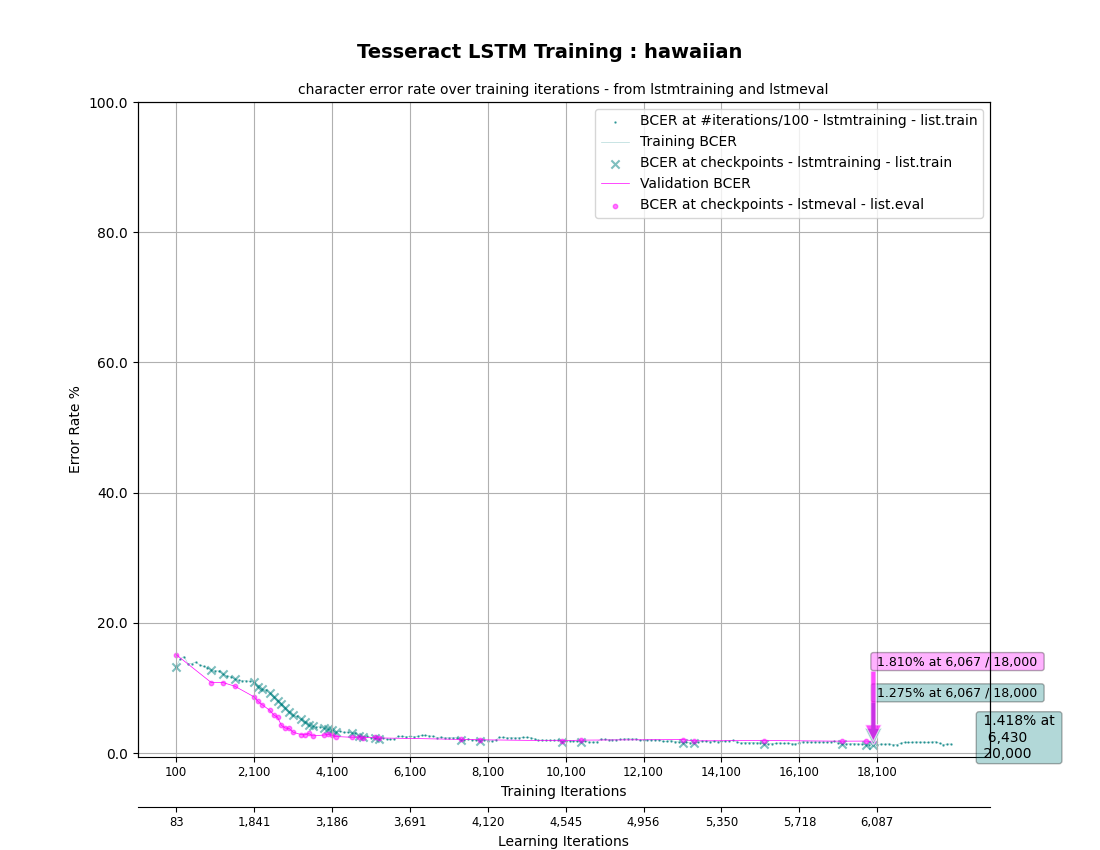 Tesseract LSTM Training : hawaiian
character error rate over training iterations - from lstmtraining and lstmeval
BCER at #iterations/100 - lstmtraining - list.train
Training BCER
BCER at checkpoints - lstmtraining - list.train
Validation BCER
BCER at checkpoints - lstmeval - list.eval
Error Rate %
100.0
80.0
60.0
40.0
20.0
0.0
1.810% at 6,067 / 18,000
1.275% at 6,067 / 18,000
1.418% at
6,430
20,000
100 2,100 4,100 6,100 8,100 10,100 12,100 14,100 16,100 18,100
Training Iterations
83 1,841 3,186 3,691 4,120 4,545 4,956 5,350 5,718 6,087
Learning Iterations